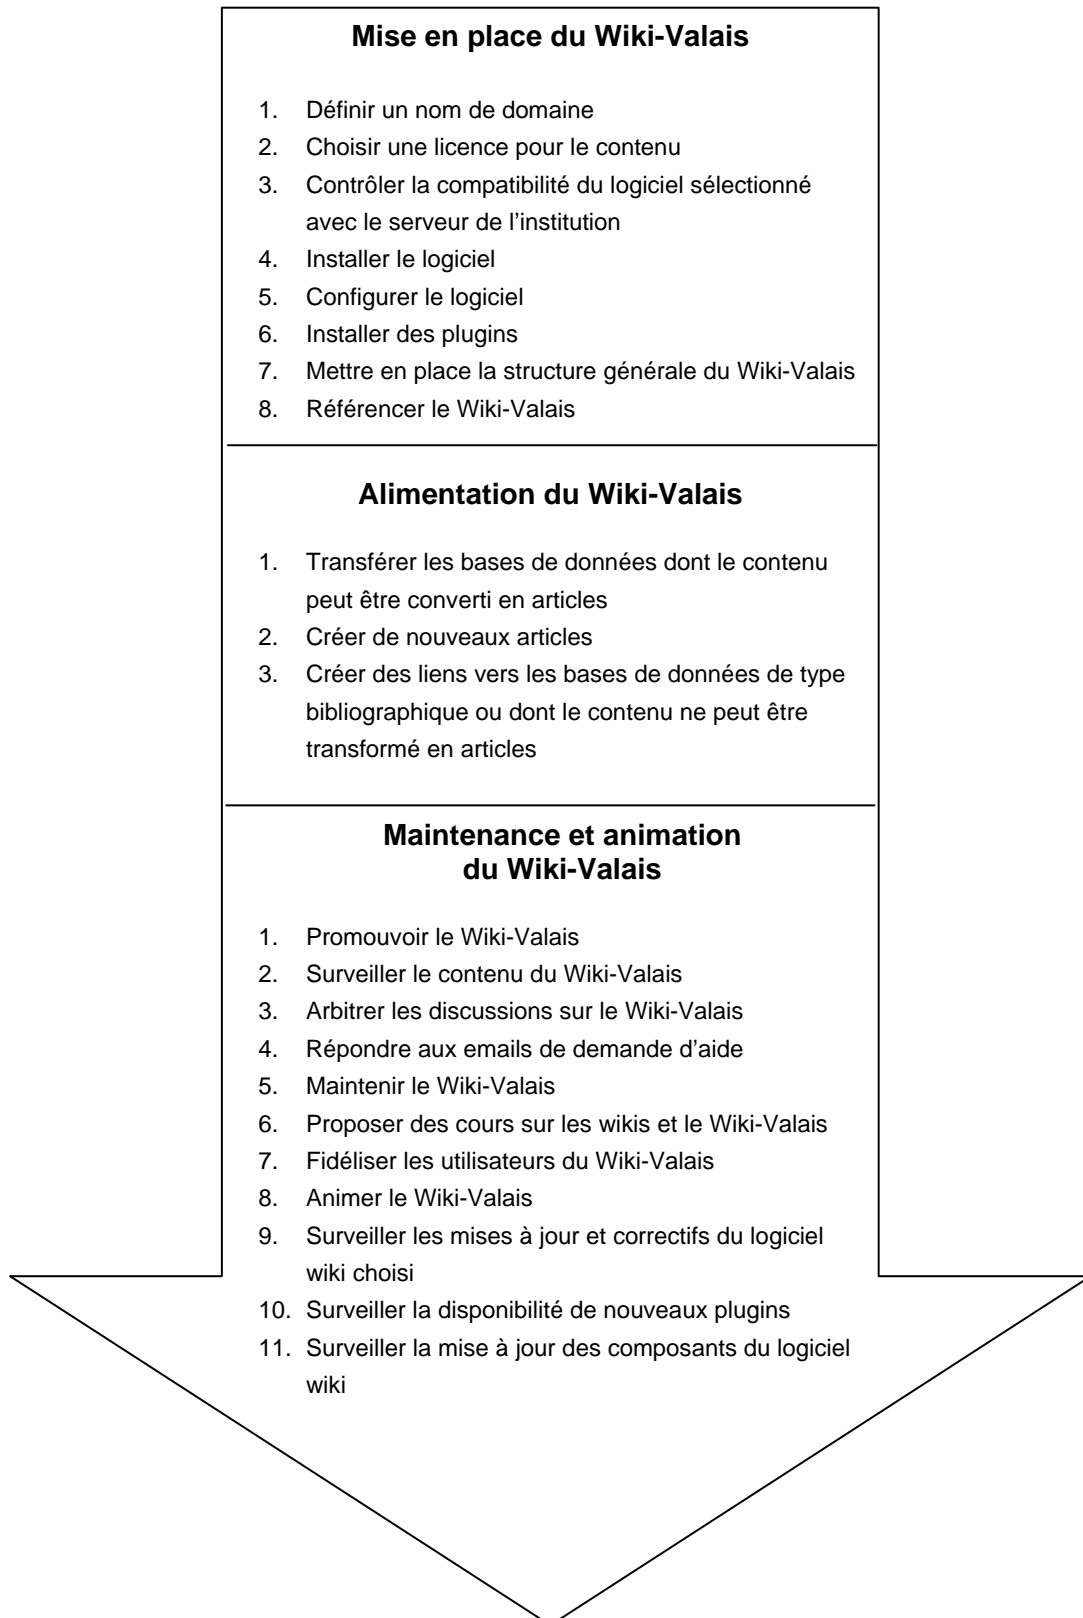 Mise en place du Wiki-Valais
1. Définir un nom de domaine
2. Choisir une licence pour le contenu
3. Contrôler la compatibilité du logiciel sélectionné
avec le serveur de l’institution
4. Installer le logiciel
5. Configurer le logiciel
6. Installer des plugins
7. Mettre en place la structure générale du Wiki-Valais
8. Référencer le Wiki-Valais
Alimentation du Wiki-Valais
1. Transférer les bases de données dont le contenu
peut être converti en articles
2. Créer de nouveaux articles
3. Créer des liens vers les bases de données de type
bibliographique ou dont le contenu ne peut être
transformé en articles
Maintenance et animation
du Wiki-Valais
1. Promouvoir le Wiki-Valais
2. Surveiller le contenu du Wiki-Valais
3. Arbitrer les discussions sur le Wiki-Valais
4. Répondre aux emails de demande d’aide
5. Maintenir le Wiki-Valais
6. Proposer des cours sur les wikis et le Wiki-Valais
7. Fidéliser les utilisateurs du Wiki-Valais
8. Animer le Wiki-Valais
9. Surveiller les mises à jour et correctifs du logiciel
wiki choisi
10. Surveiller la disponibilité de nouveaux plugins
11. Surveiller la mise à jour des composants du logiciel
wiki